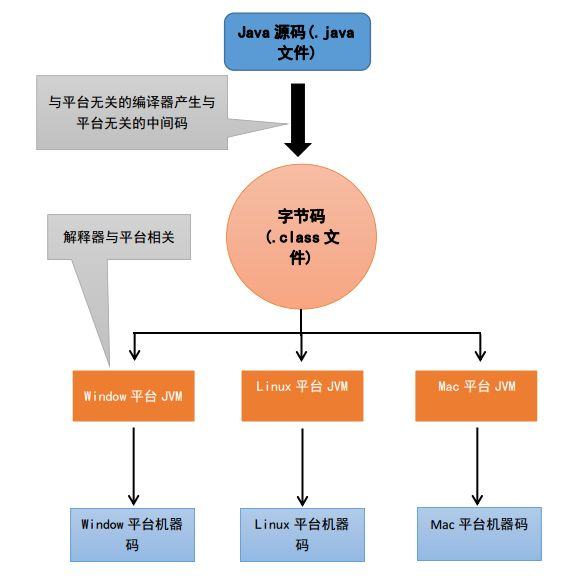 Java 源码(.java
文件)
与平台无关的编译器产生与
平台无关的中间码
字节码
(.class 文
件)
解释器与平台相关
Window 平台 JVM
Linux 平台 JVM
Mac 平台 JVM
Window 平台机器
码
Linux 平台机器
码
Mac 平台机器码